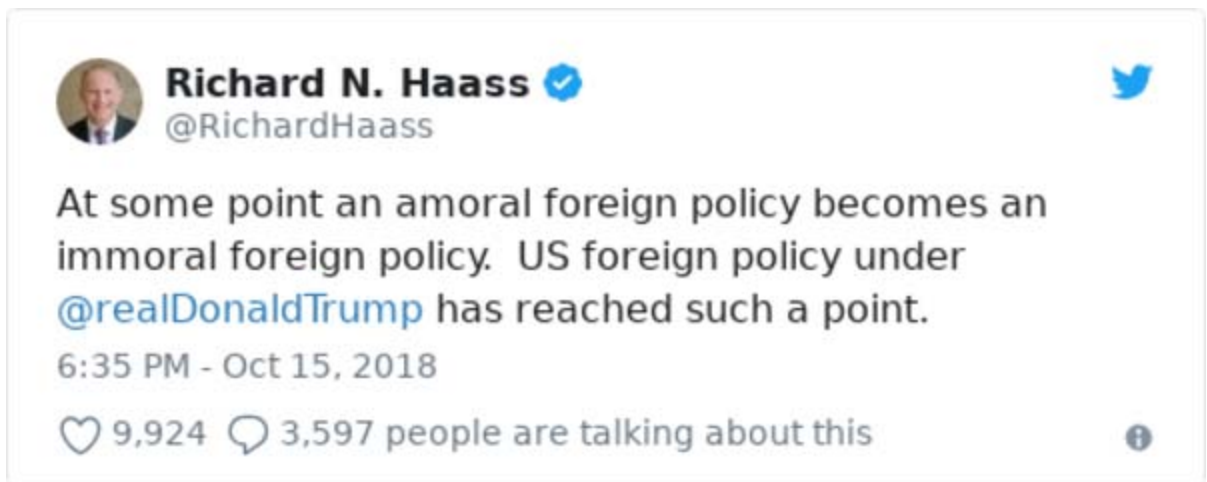 Richard N. Haass
@RichardHaass
At some point an amoral foreign policy becomes an
immoral foreign policy.  US foreign policy under
@realDonaldTrump has reached such a point.
6:35 PM - Oct 15, 2018
9,924 3,597 people are talking about this